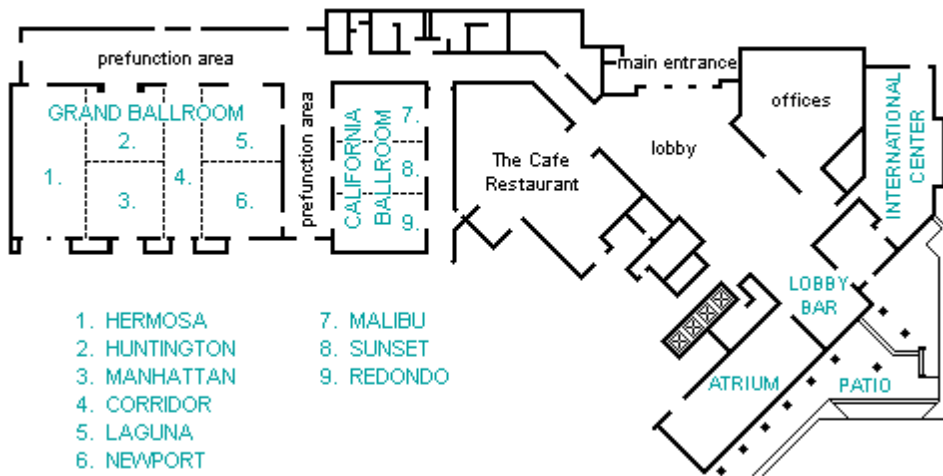 prefunction area
main entrance
GRAND BALLROOM
1.
2.
3.
4.
5.
6.
prefunction area
CALIFORNIA
BALLROOM
7.
8.
9.
The Cafe
Restaurant
lobby
offices
INTERNATIONAL
CENTER
LOBBY
BAR
ATRIUM
PATIO
1. HERMOSA
2. HUNTINGTON
3. MANHATTAN
4. CORRIDOR
5. LAGUNA
6. NEWPORT
7. MALIBU
8. SUNSET
9. REDONDO